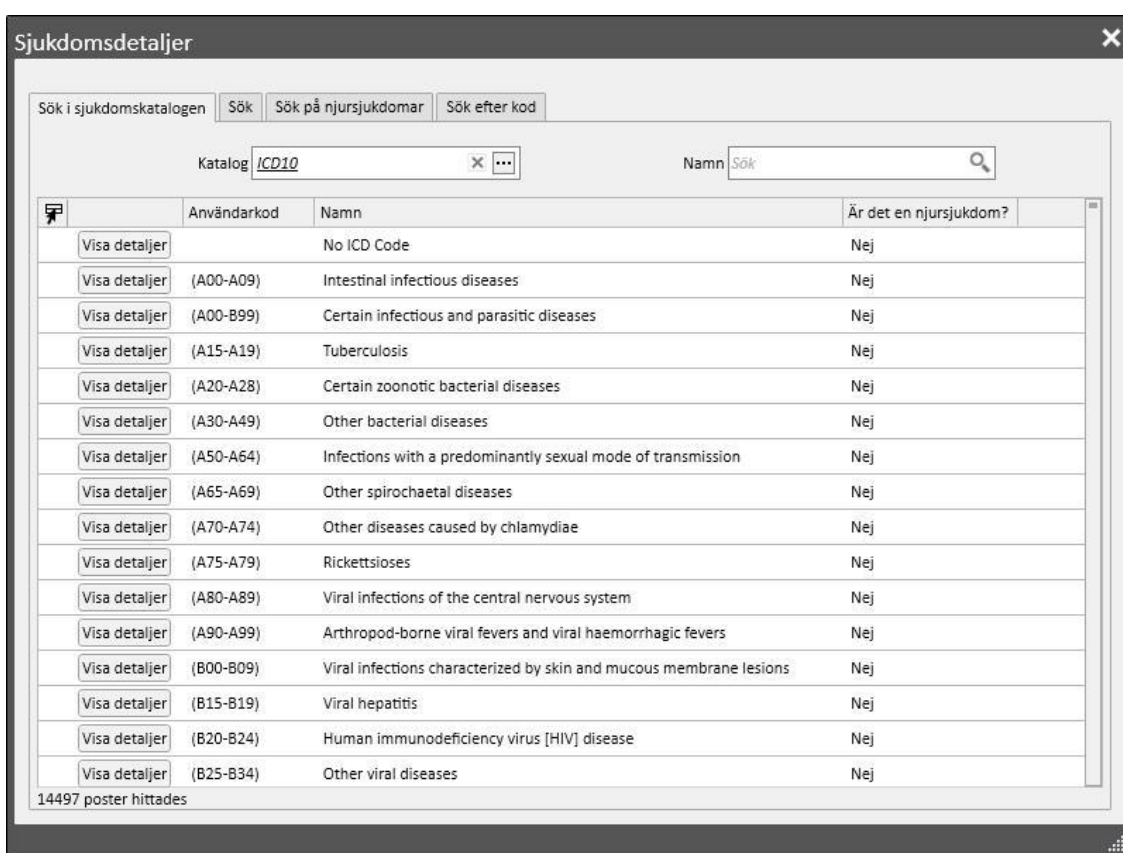 Sjukdomsdetaljer
Sök i sjukdomskatalogen Sök Sök på njursjukdomar Sök efter kod
Katalog ICD10 Namn Sök
Användarkod Namn Är det en njursjukdom?
Visa detaljer No ICD Code Nej
Visa detaljer (A00-A09) Intestinal infectious diseases Nej
Visa detaljer (A00-B99) Certain infectious and parasitic diseases Nej
Visa detaljer (A15-A19) Tuberculosis Nej
Visa detaljer (A20-A28) Certain zoonotic bacterial diseases Nej
Visa detaljer (A30-A49) Other bacterial diseases Nej
Visa detaljer (A50-A64) Infections with a predominantly sexual mode of transmission Nej
Visa detaljer (A65-A69) Other spirochaetal diseases Nej
Visa detaljer (A70-A74) Other diseases caused by chlamydiae Nej
Visa detaljer (A75-A79) Rickettsioses Nej
Visa detaljer (A80-A89) Viral infections of the central nervous system Nej
Visa detaljer (A90-A99) Arthropod-borne viral fevers and viral haemorrhagic fevers Nej
Visa detaljer (B00-B09) Viral infections characterized by skin and mucous membrane lesions Nej
Visa detaljer (B15-B19) Viral hepatitis Nej
Visa detaljer (B20-B24) Human immunodeficiency virus [HIV] disease Nej
Visa detaljer (B25-B34) Other viral diseases Nej
14497 poster hittades